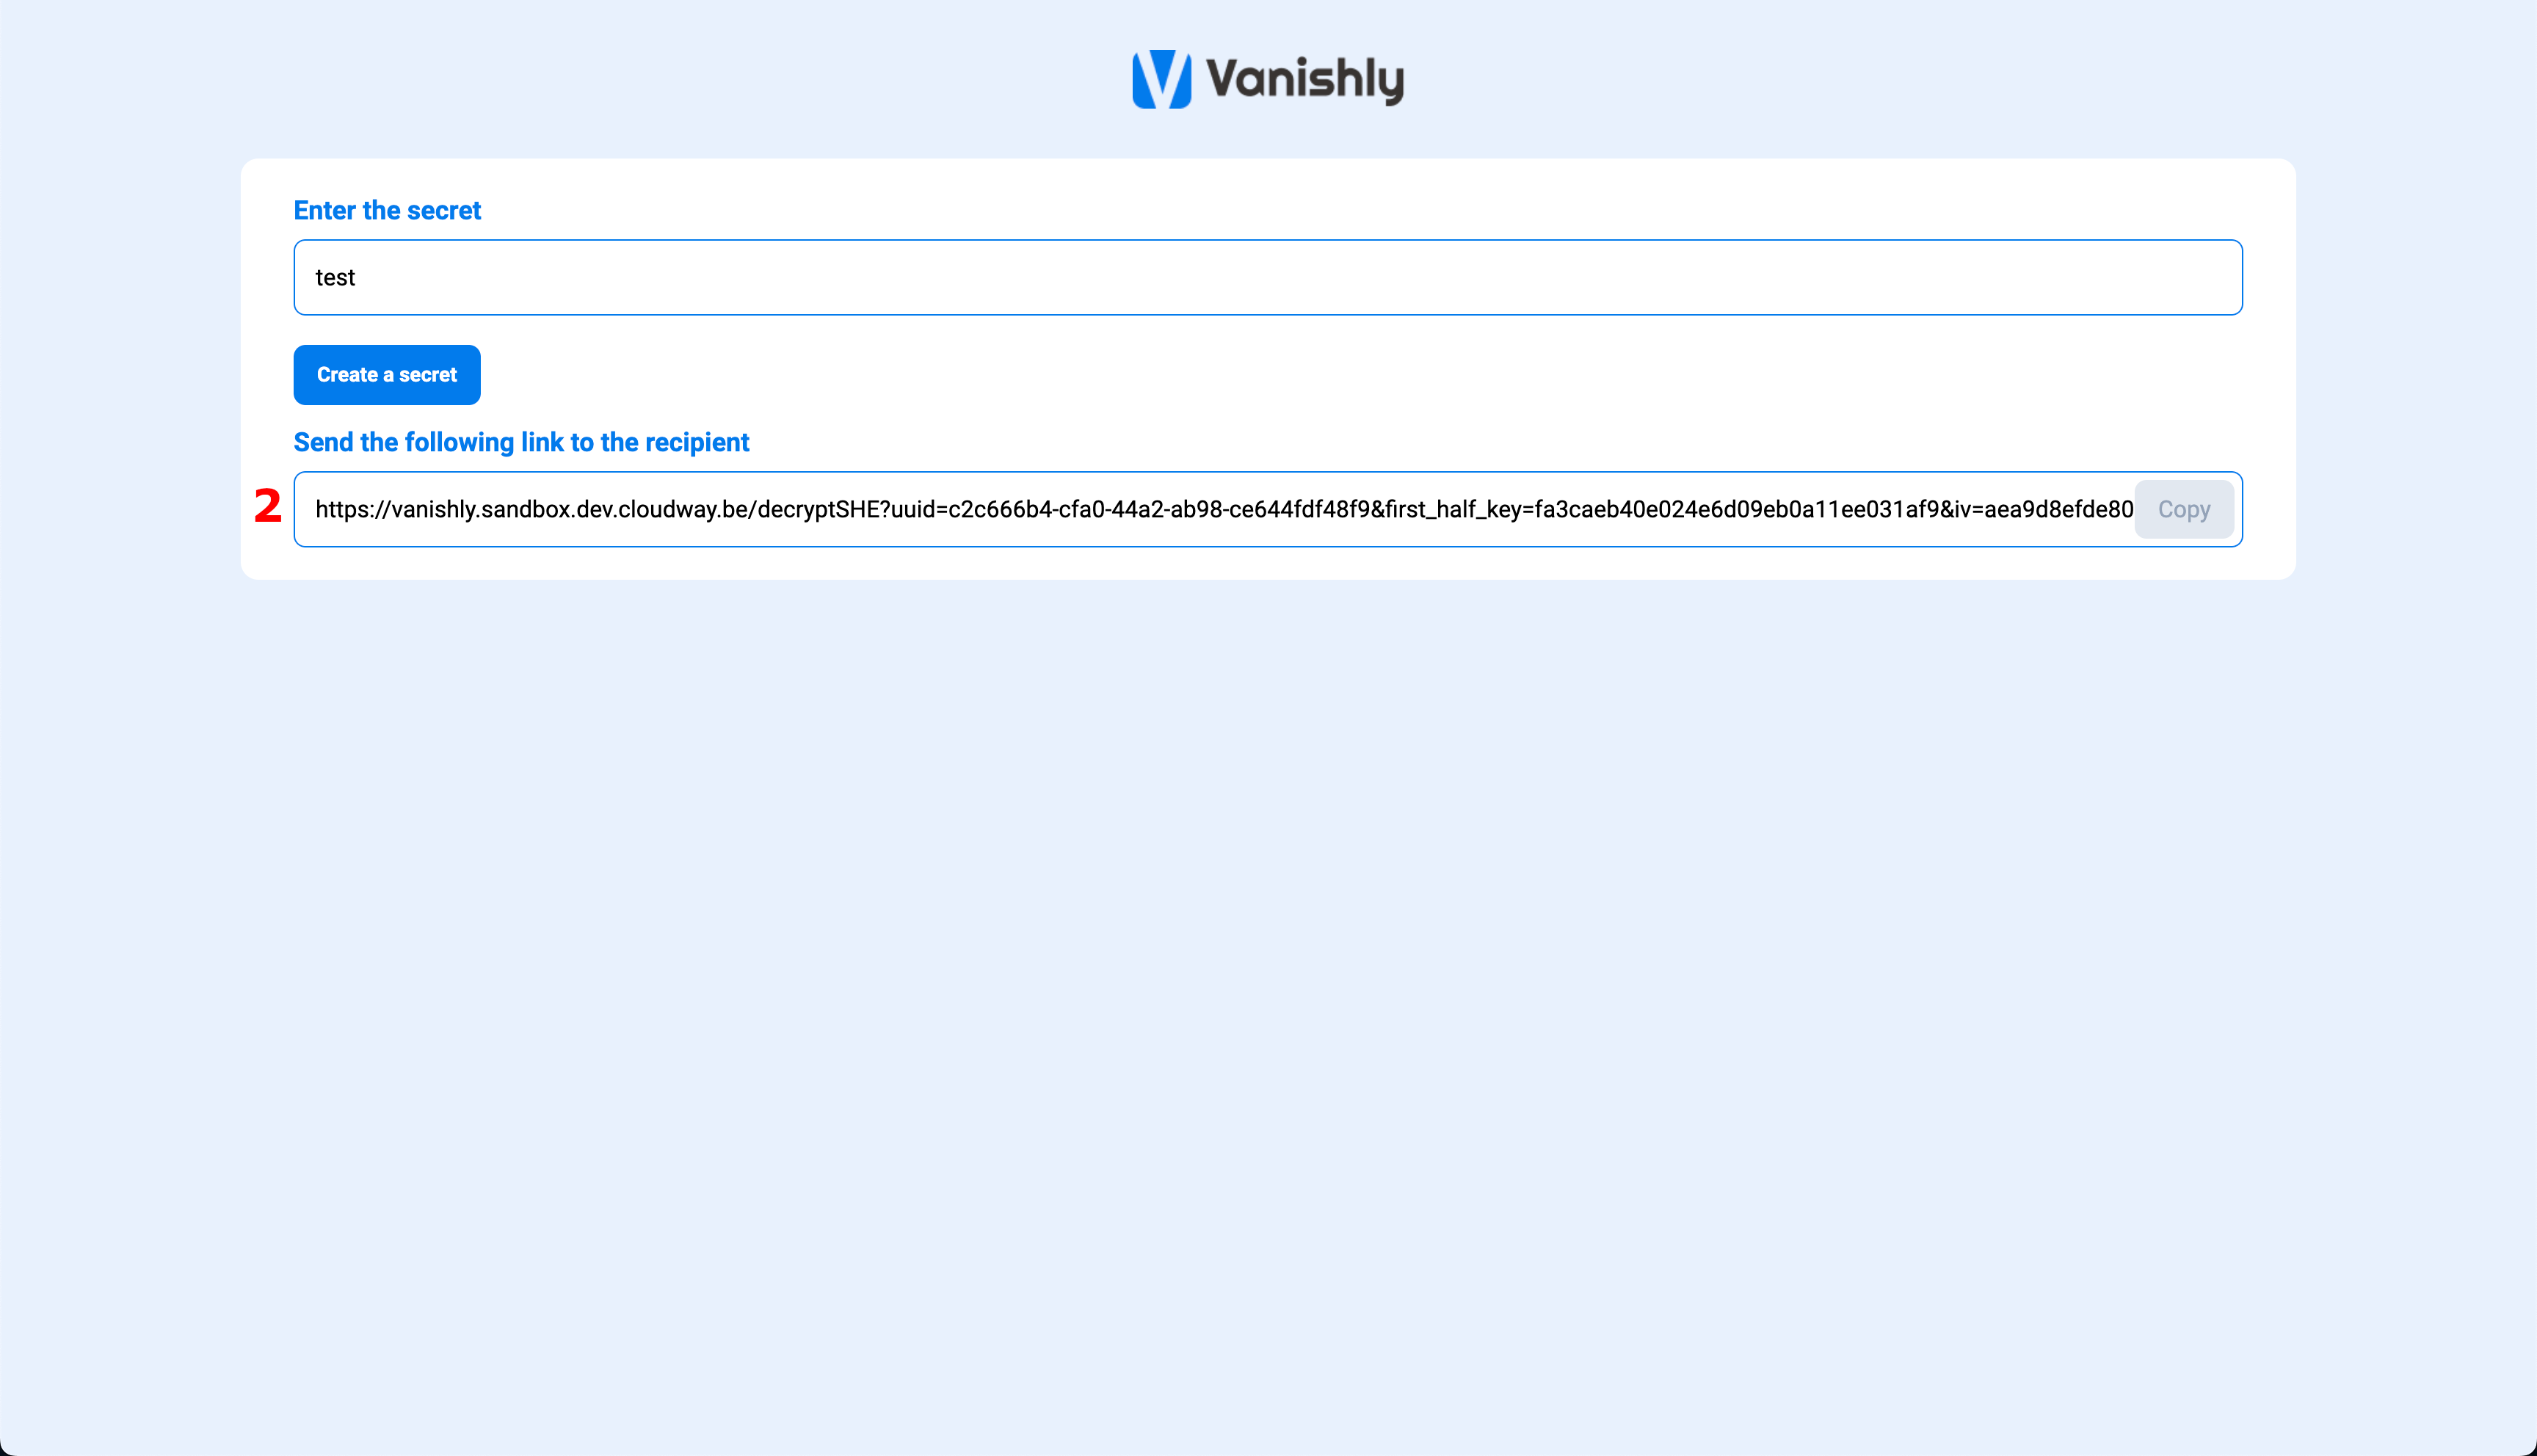 Vanishly
Enter the secret
test
Create a secret
Send the following link to the recipient
2
https://vanishly.sandbox.dev.cloudway.be/decryptSHE?uuid=c2c666b4-cfa0-44a2-ab98-ce644fdf48f9&first_half_key=fa3caeb40e024e6d09eb0a11ee031af9&iv=aea9d8efde80 Copy